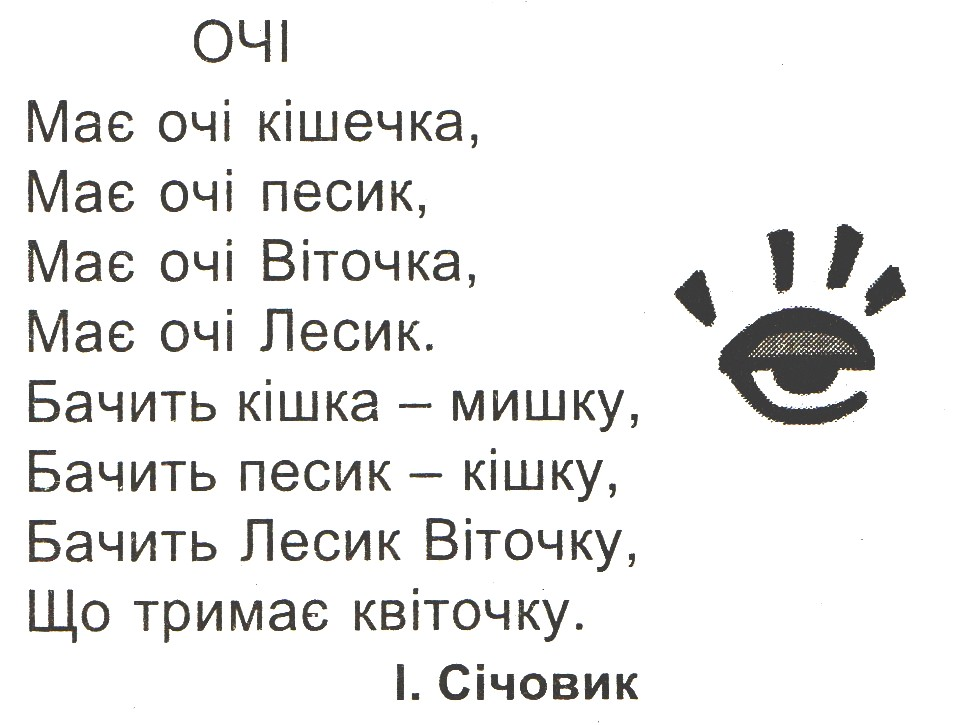 ОЧІ
Має очі кішечка,
Має очі песик,
Має очі Віточка,
Має очі Лесик.
Бачить кішка – мишку,
Бачить песик – кішку,
Бачить Лесик Віточку,
Що тримає квіточку.
І. Січовик